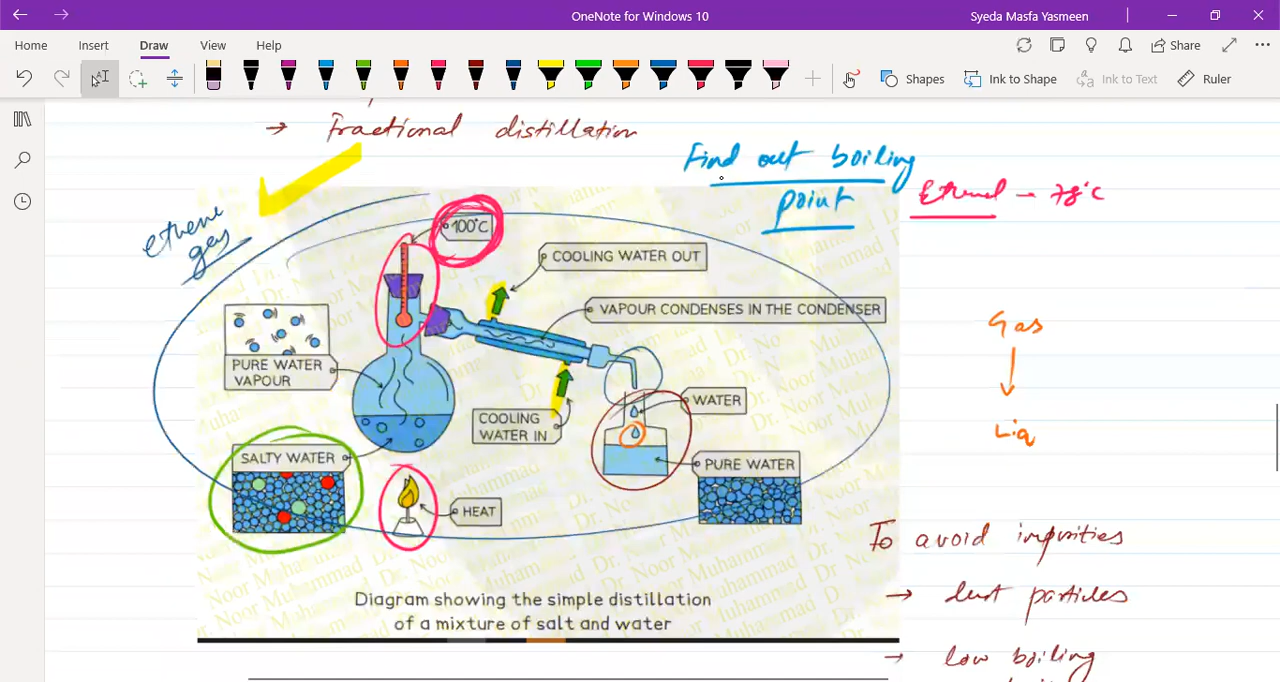 OneNote for Windows 10
Syeda Masfa Yasmeen
Home Insert Draw View Help
Share
Shapes
Ink to Shape
Ink to Text
Ruler
→ Fractional distillation
Find out boiling
point
Ethanol - 78°C
ethene
gas
100°C
COOLING WATER OUT
VAPOUR CONDENSES IN THE CONDENSER
PURE WATER
VAPOUR
COOLING
WATER IN
WATER
SALTY WATER
PURE WATER
HEAT
Gas
Liq
To avoid impurities
→ dust particles
→ low boiling
Diagram showing the simple distillation
of a mixture of salt and water